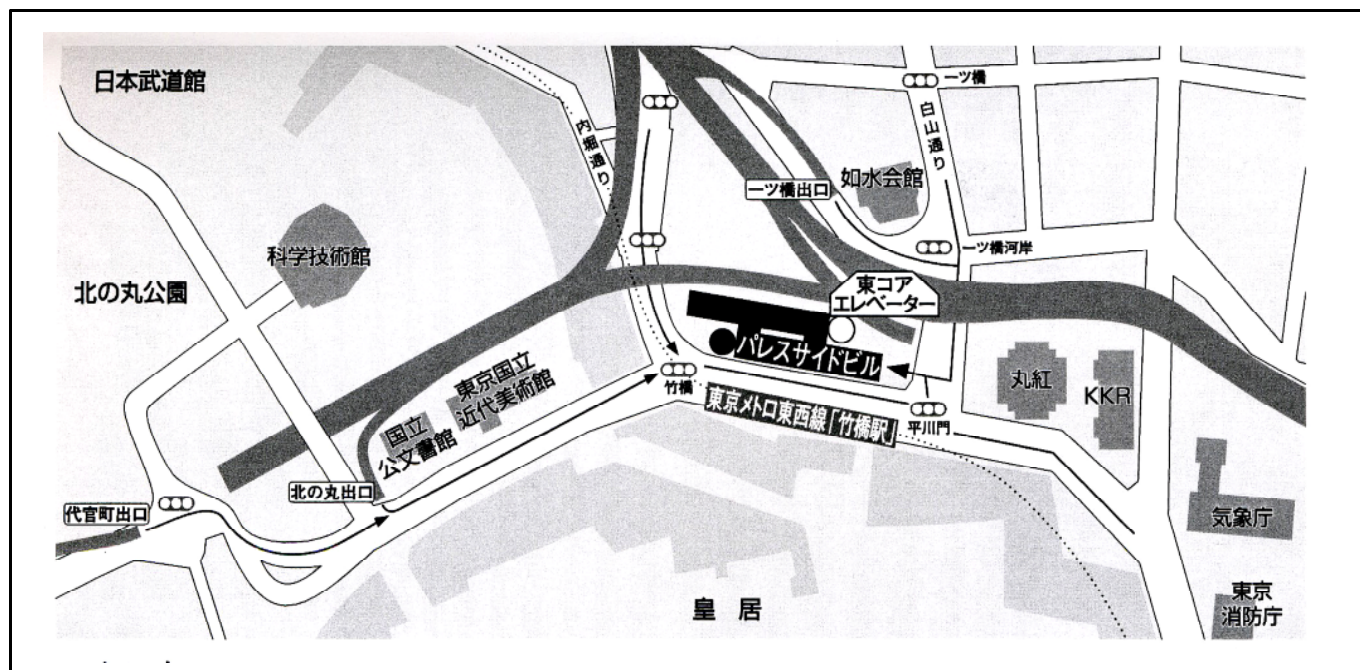 日本武道館
内堀通り
一ツ橋
白山通り
一ツ橋出口
如水会館
一ツ橋河岸
科学技術館
北の丸公園
東コア
エレベーター
パレスサイドビル
丸紅
KKR
竹橋
東京メトロ東西線「竹橋駅」
平川門
東京国立
近代美術館
国立
公文書館
北の丸出口
代官町出口
気象庁
皇居
東京
消防庁